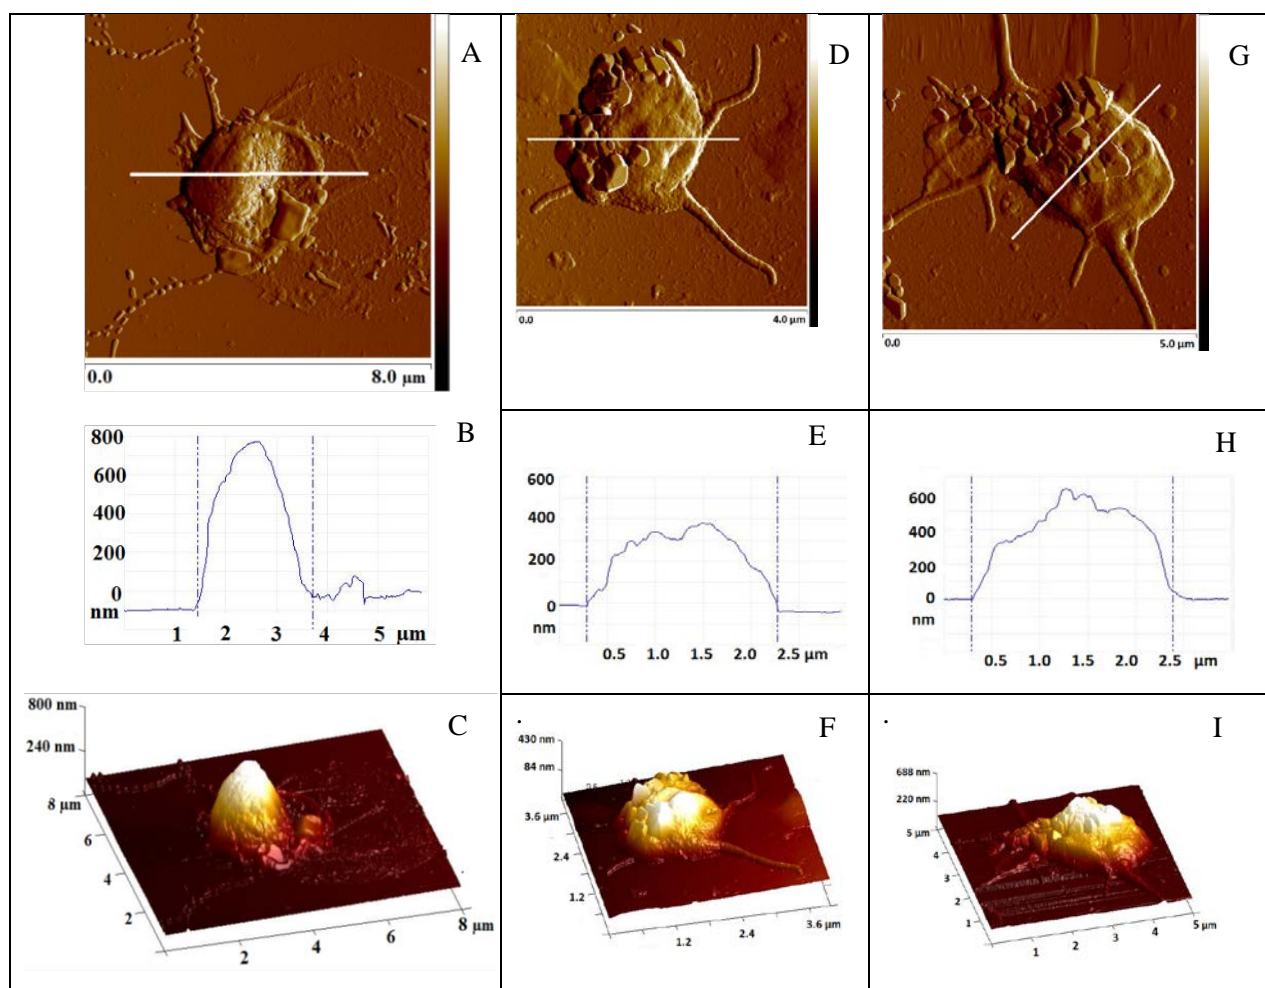 A
0.0 8.0 µm
D
0.0 4.0 µm
G
0.0 5.0 µm
B
800
600
400
200
0
nm
1 2 3 4 5 µm
E
600
400
200
0
nm
0.5 1.0 1.5 2.0 2.5 µm
H
600
400
200
0
nm
0.5 1.0 1.5 2.0 2.5 µm
C
800 nm
240 nm
8 µm
6
4
2
2 4 6 8 µm
.
F
430 nm
84 nm
3.6 µm
2.4
1.2
1.2 2.4 3.6 µm
.
I
688 nm
220 nm
5 µm
4
3
2
1
1 2 3 4 5 µm